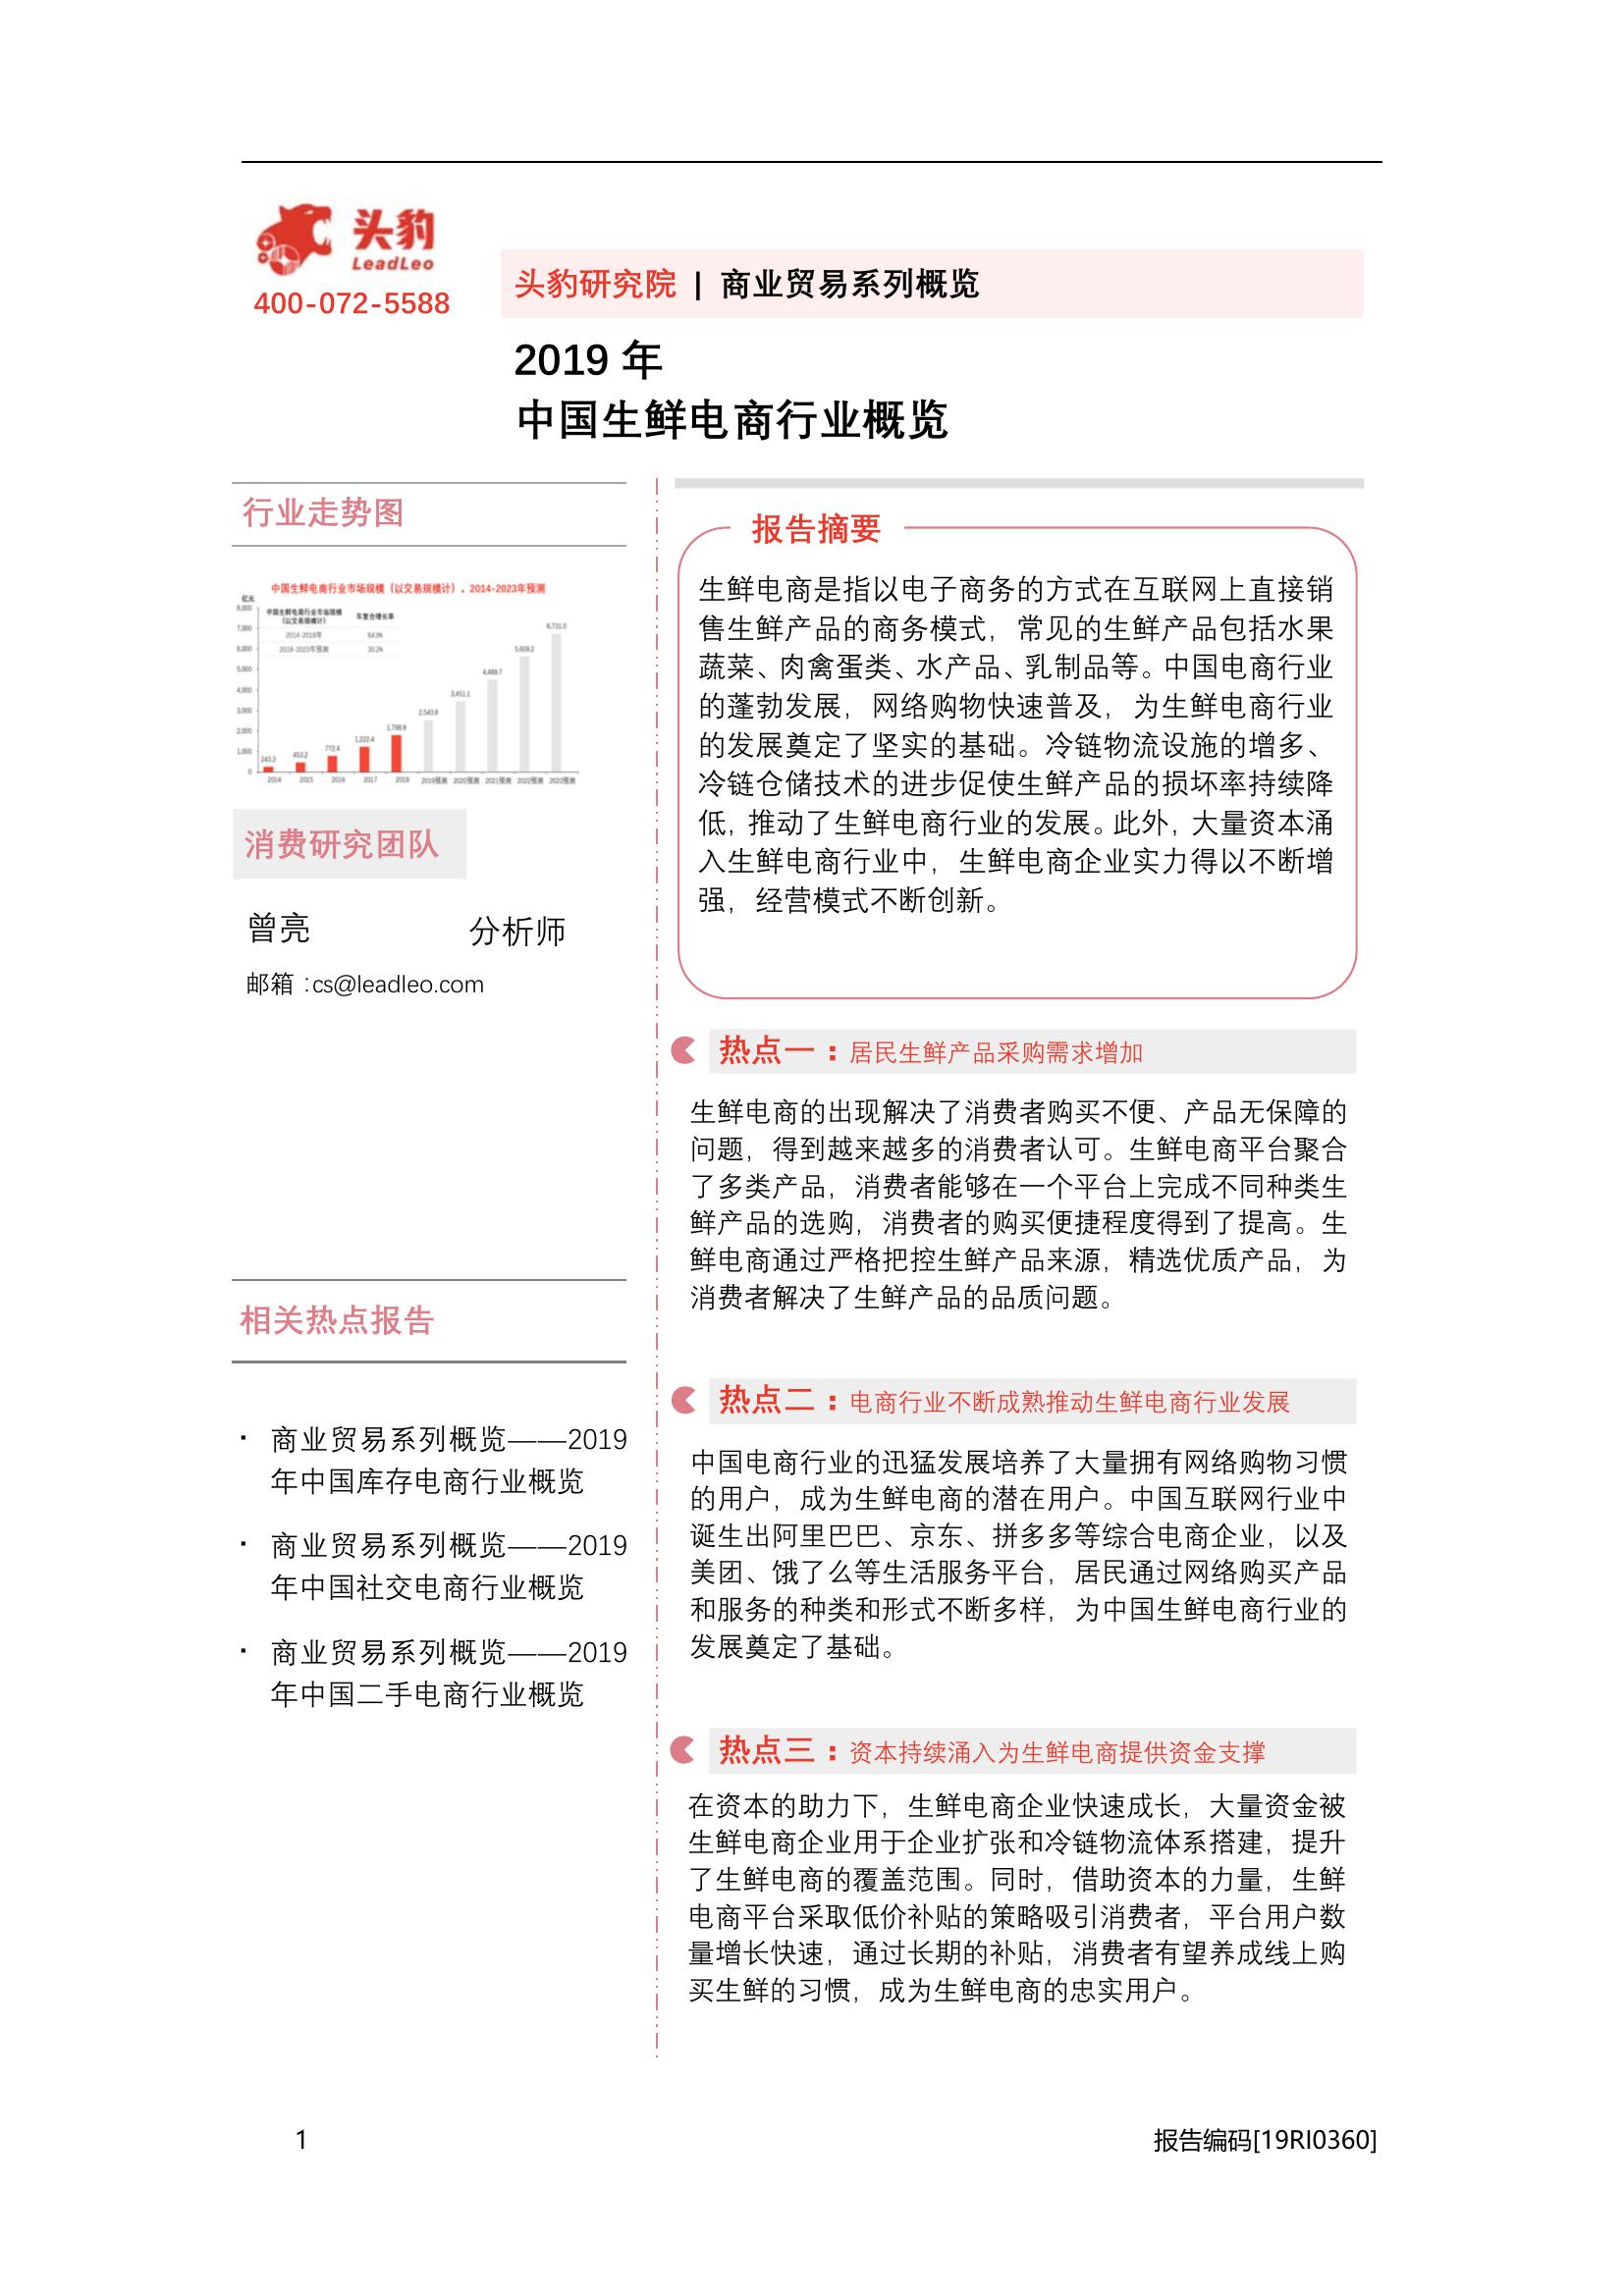 头豹
LeadLeo
400-072-5588
头豹研究院 | 商业贸易系列概览
2019 年
中国生鲜电商行业概览
行业走势图
中国生鲜电商行业市场规模（以交易规模计），2014-2023年预测
亿元
中国生鲜电商行业市场规模
（以交易规模计）
年复合增长率
2014-2018年 64.9%
2018-2023年预测 30.2%
8,000
7,000
6,000
5,000
4,000
3,000
2,000
1,000
0
243.3
453.2
772.4
1,222.4
1,798.9
2,543.8
3,451.1
4,488.7
5,609.2
6,731.0
2014 2015 2016 2017 2018 2019预测 2020预测 2021预测 2022预测 2023预测
消费研究团队
曾亮 分析师
邮箱：cs@leadleo.com
相关热点报告
· 商业贸易系列概览——2019
年中国库存电商行业概览
· 商业贸易系列概览——2019
年中国社交电商行业概览
· 商业贸易系列概览——2019
年中国二手电商行业概览
报告摘要
生鲜电商是指以电子商务的方式在互联网上直接销
售生鲜产品的商务模式，常见的生鲜产品包括水果
蔬菜、肉禽蛋类、水产品、乳制品等。中国电商行业
的蓬勃发展，网络购物快速普及，为生鲜电商行业
的发展奠定了坚实的基础。冷链物流设施的增多、
冷链仓储技术的进步促使生鲜产品的损坏率持续降
低，推动了生鲜电商行业的发展。此外，大量资本涌
入生鲜电商行业中，生鲜电商企业实力得以不断增
强，经营模式不断创新。
热点一：居民生鲜产品采购需求增加
生鲜电商的出现解决了消费者购买不便、产品无保障的
问题，得到越来越多的消费者认可。生鲜电商平台聚合
了多类产品，消费者能够在一个平台上完成不同种类生
鲜产品的选购，消费者的购买便捷程度得到了提高。生
鲜电商通过严格把控生鲜产品来源，精选优质产品，为
消费者解决了生鲜产品的品质问题。
热点二：电商行业不断成熟推动生鲜电商行业发展
中国电商行业的迅猛发展培养了大量拥有网络购物习惯
的用户，成为生鲜电商的潜在用户。中国互联网行业中
诞生出阿里巴巴、京东、拼多多等综合电商企业，以及
美团、饿了么等生活服务平台，居民通过网络购买产品
和服务的种类和形式不断多样，为中国生鲜电商行业的
发展奠定了基础。
热点三：资本持续涌入为生鲜电商提供资金支撑
在资本的助力下，生鲜电商企业快速成长，大量资金被
生鲜电商企业用于企业扩张和冷链物流体系搭建，提升
了生鲜电商的覆盖范围。同时，借助资本的力量，生鲜
电商平台采取低价补贴的策略吸引消费者，平台用户数
量增长快速，通过长期的补贴，消费者有望养成线上购
买生鲜的习惯，成为生鲜电商的忠实用户。
1
报告编码[19RI0360]